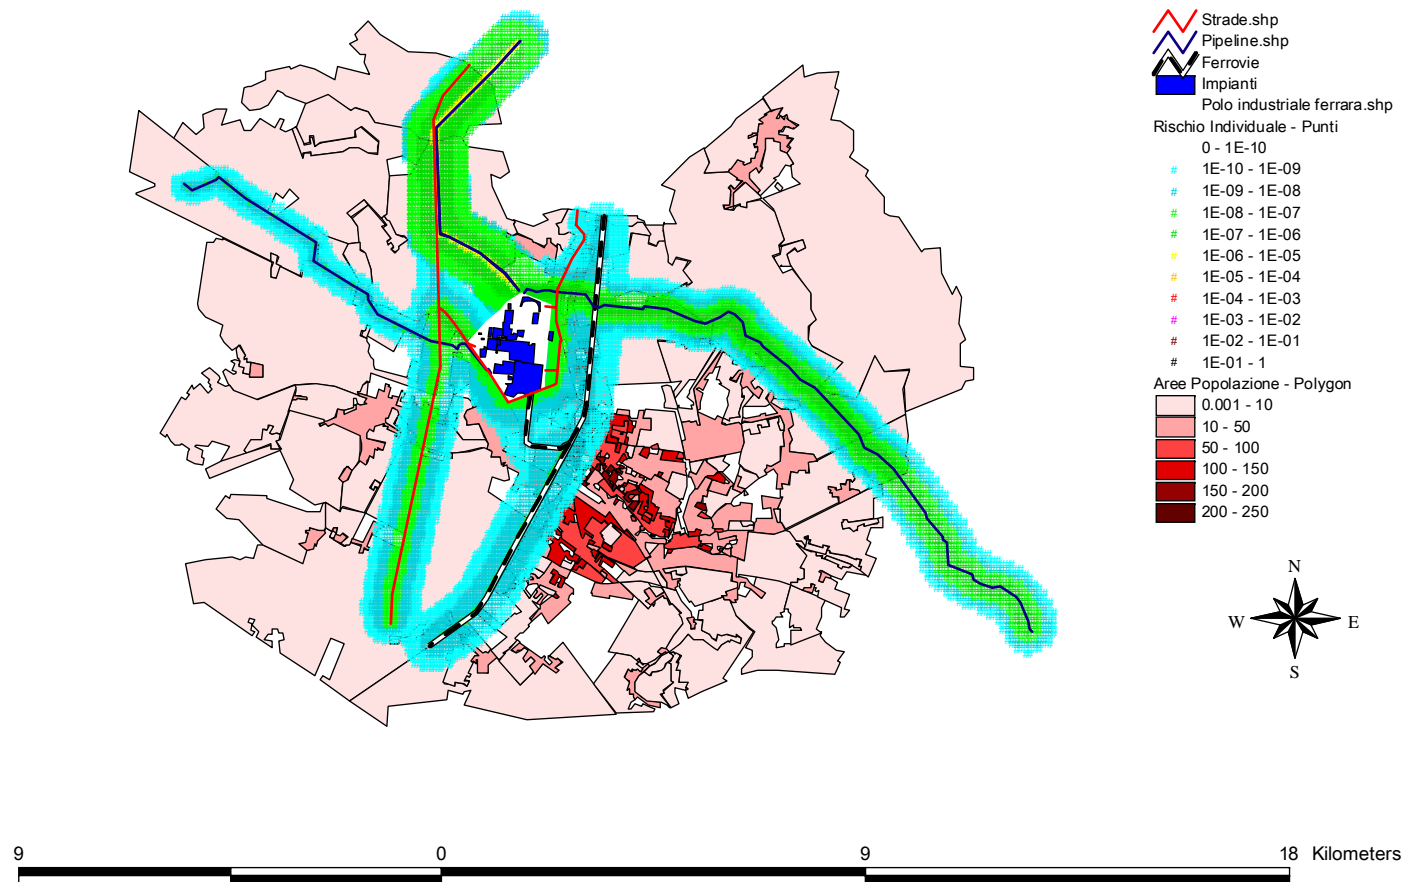 Strade.shp
Pipeline.shp
Ferrovie
Impianti
Polo industriale ferrara.shp
Rischio Individuale - Punti
0 - 1E-10
# 1E-10 - 1E-09
# 1E-09 - 1E-08
# 1E-08 - 1E-07
# 1E-07 - 1E-06
# 1E-06 - 1E-05
# 1E-05 - 1E-04
# 1E-04 - 1E-03
# 1E-03 - 1E-02
# 1E-02 - 1E-01
# 1E-01 - 1
Aree Popolazione - Polygon
0.001 - 10
10 - 50
50 - 100
100 - 150
150 - 200
200 - 250
N
W E
S
9 0 9 18 Kilometers